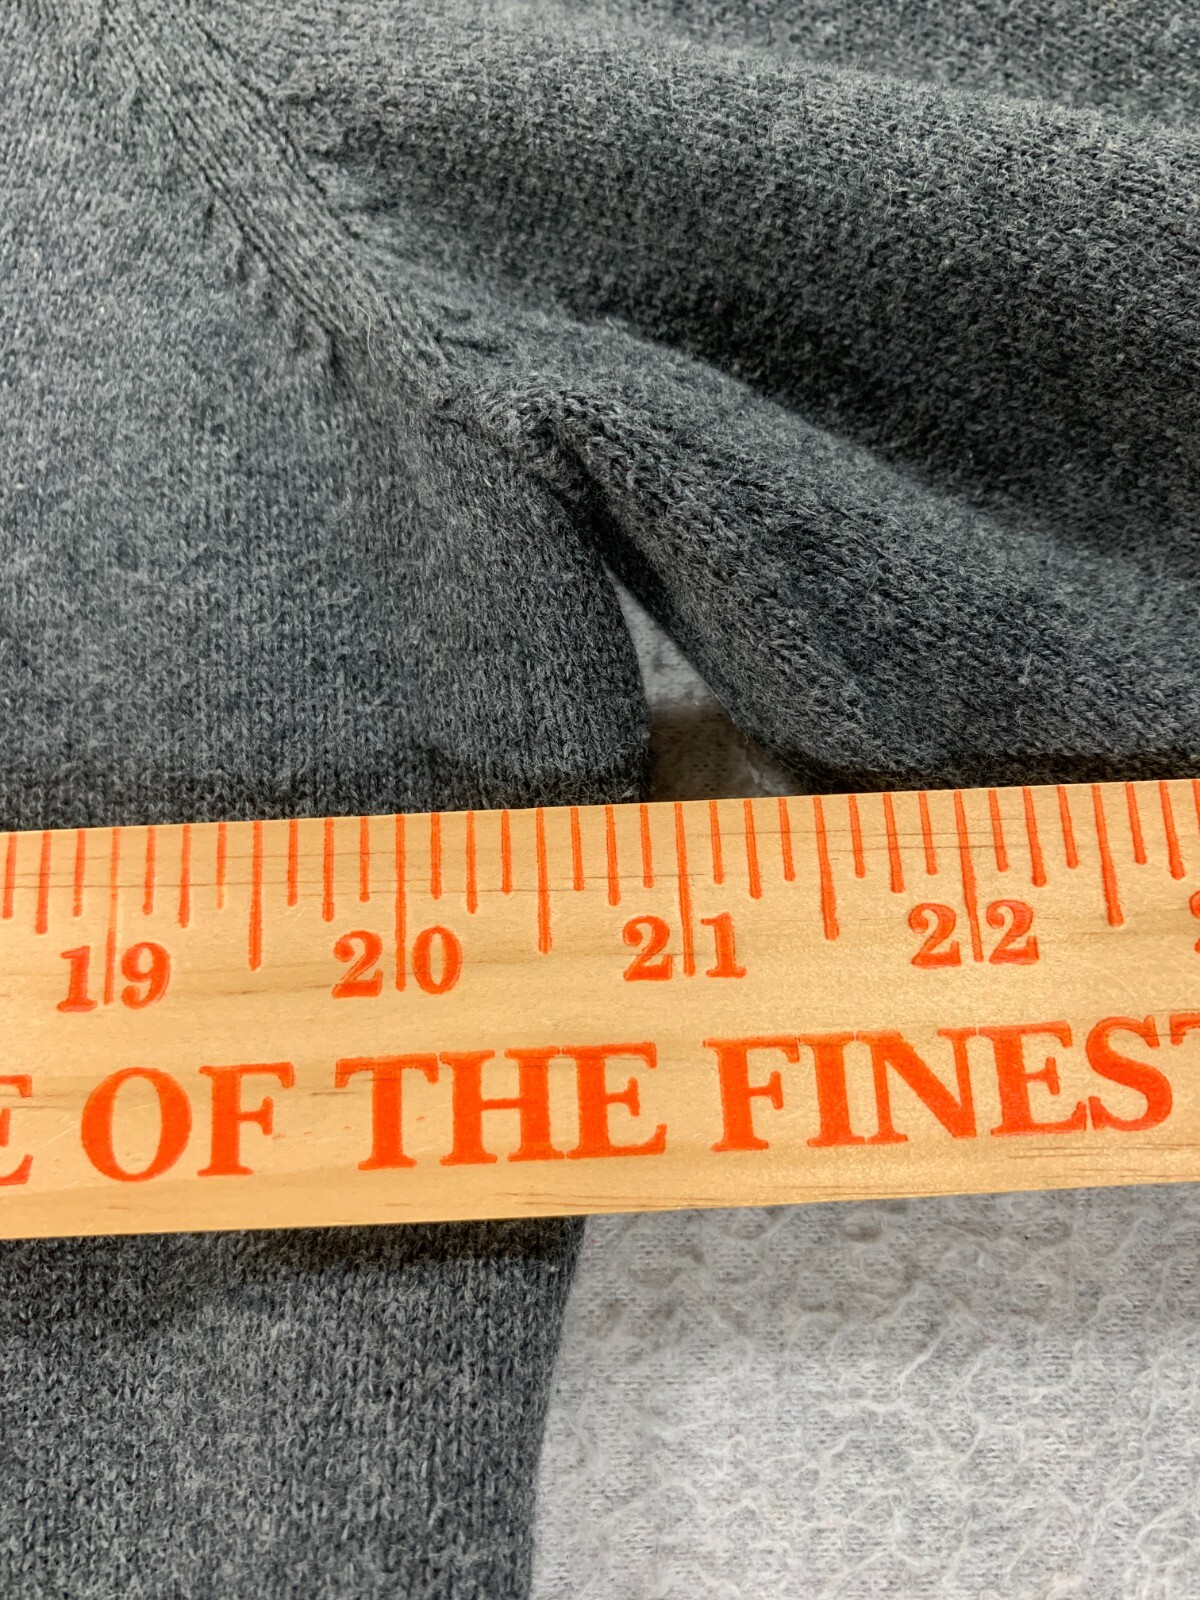 19 20 21 22
OF THE FINEST